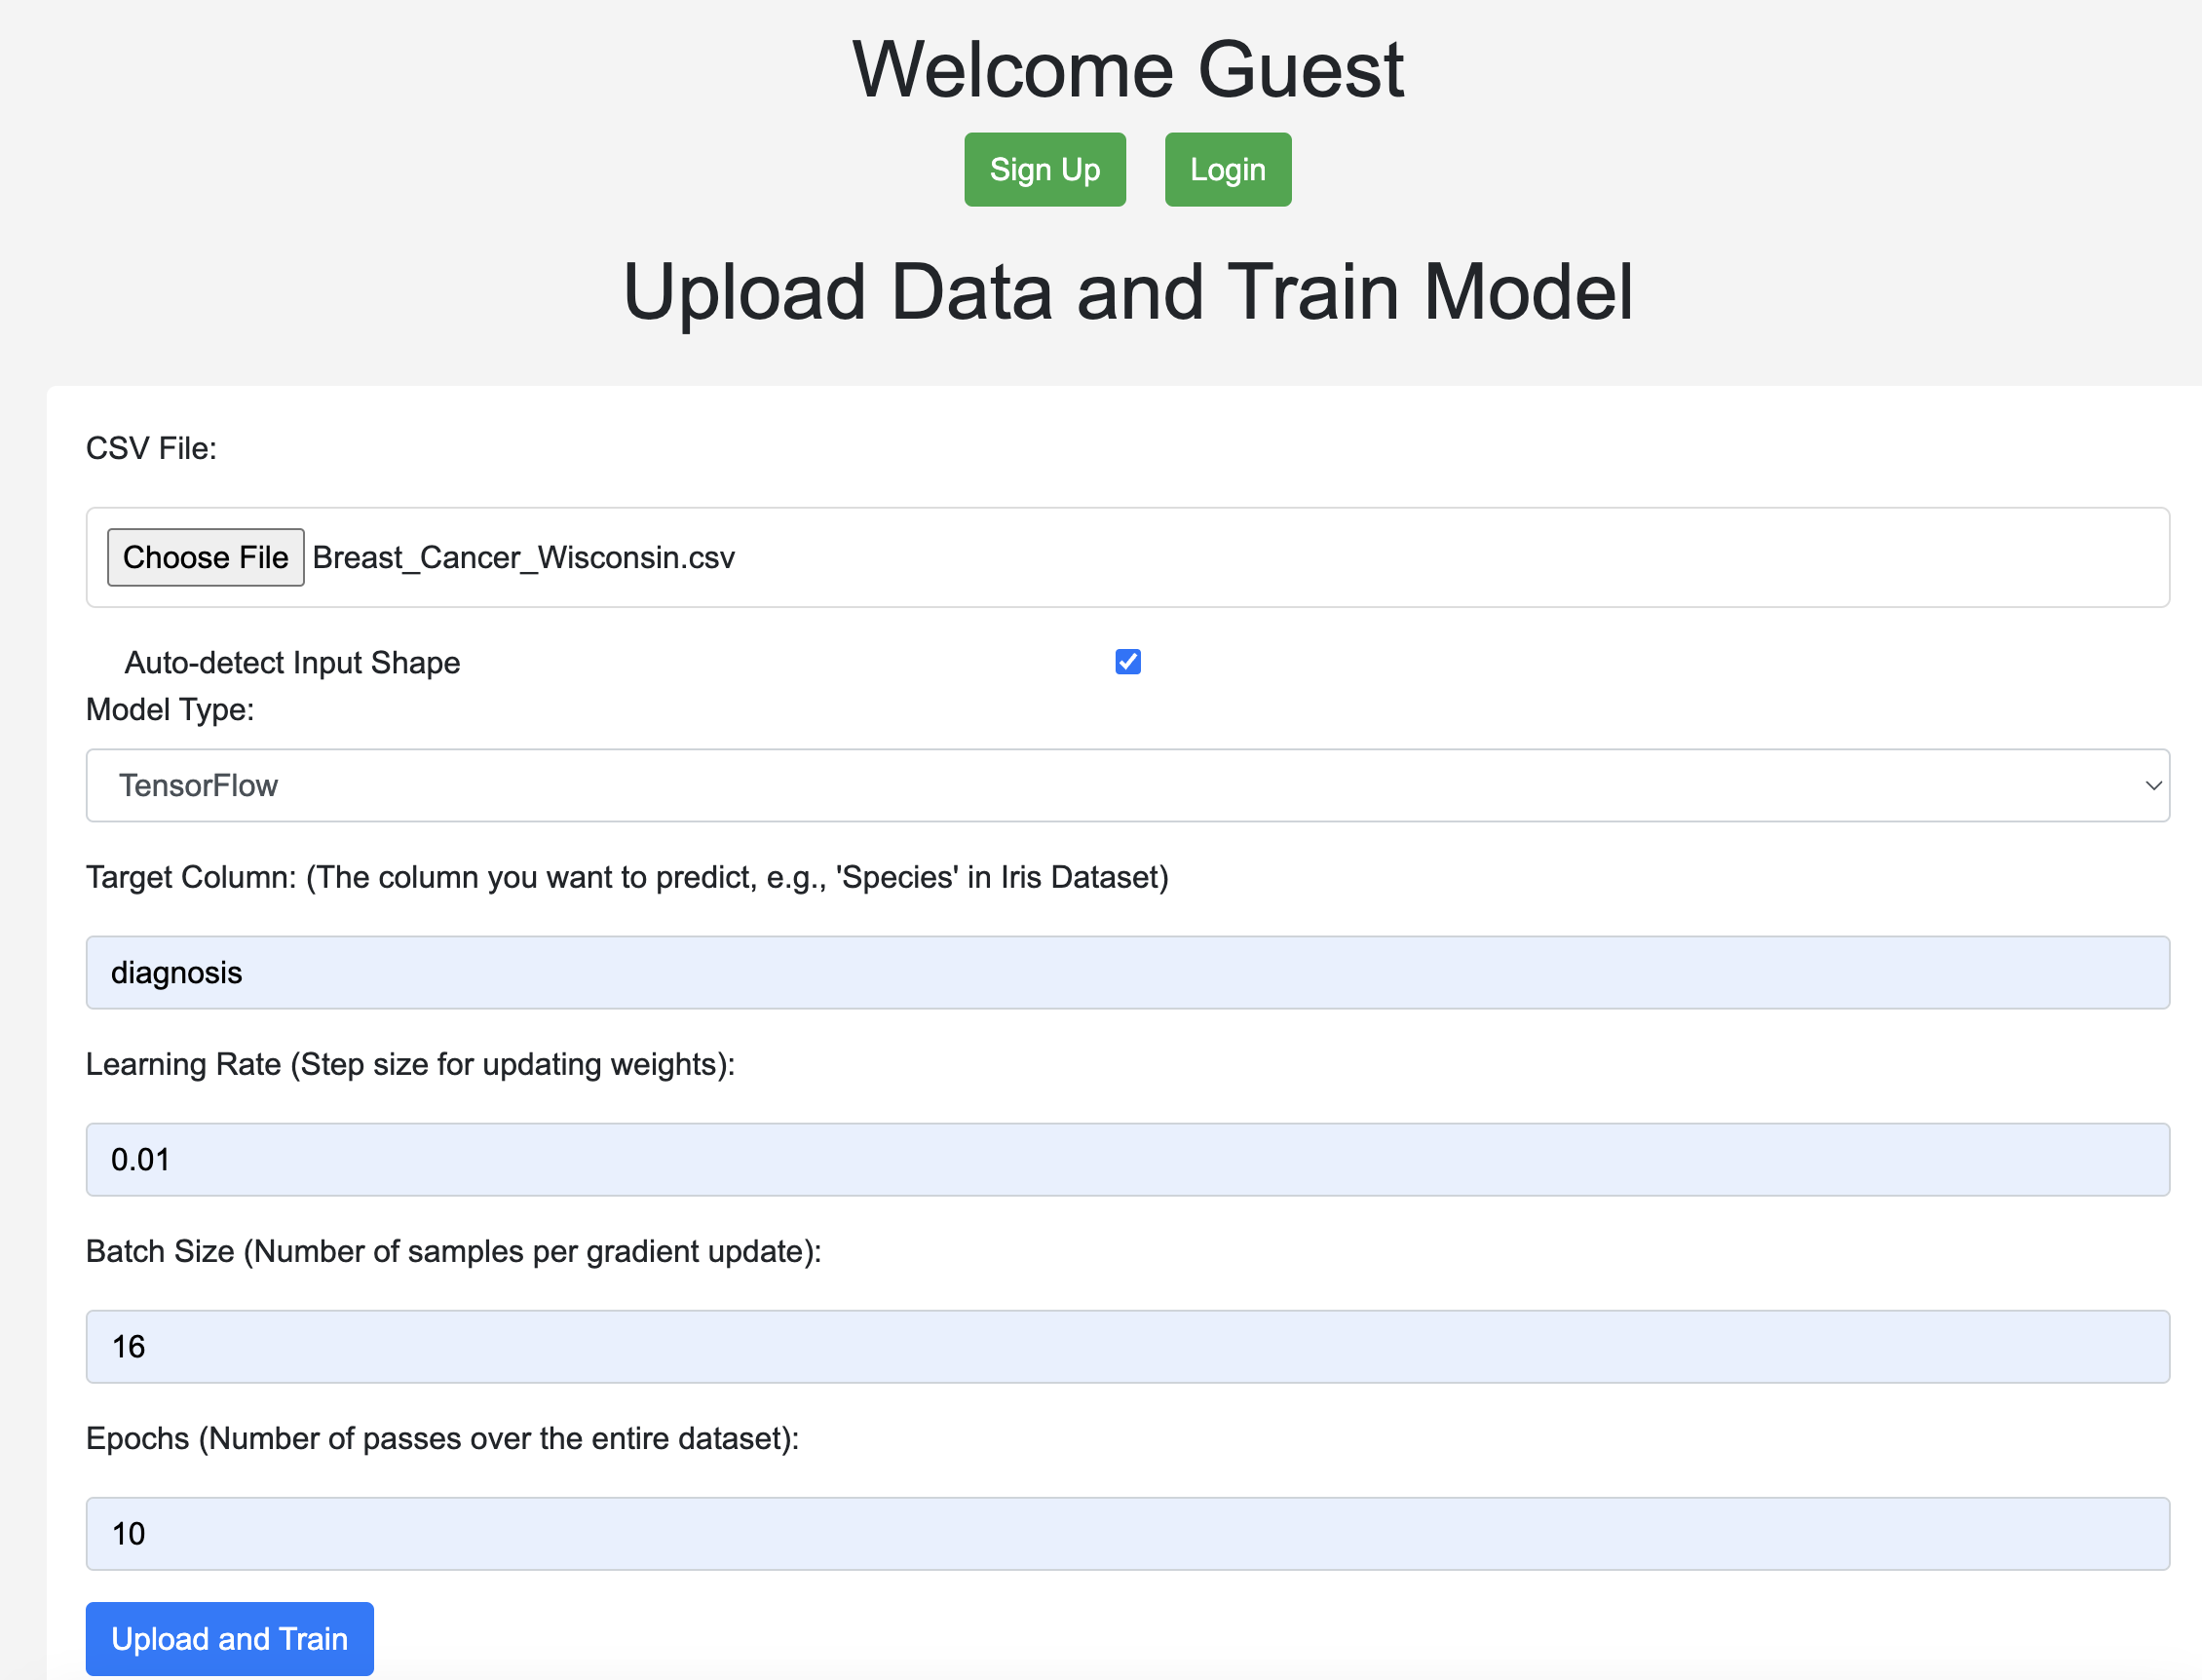 Welcome Guest
Sign Up Login
Upload Data and Train Model
CSV File:
Choose File Breast_Cancer_Wisconsin.csv
Auto-detect Input Shape
Model Type:
TensorFlow
Target Column: (The column you want to predict, e.g., 'Species' in Iris Dataset)
diagnosis
Learning Rate (Step size for updating weights):
0.01
Batch Size (Number of samples per gradient update):
16
Epochs (Number of passes over the entire dataset):
10
Upload and Train